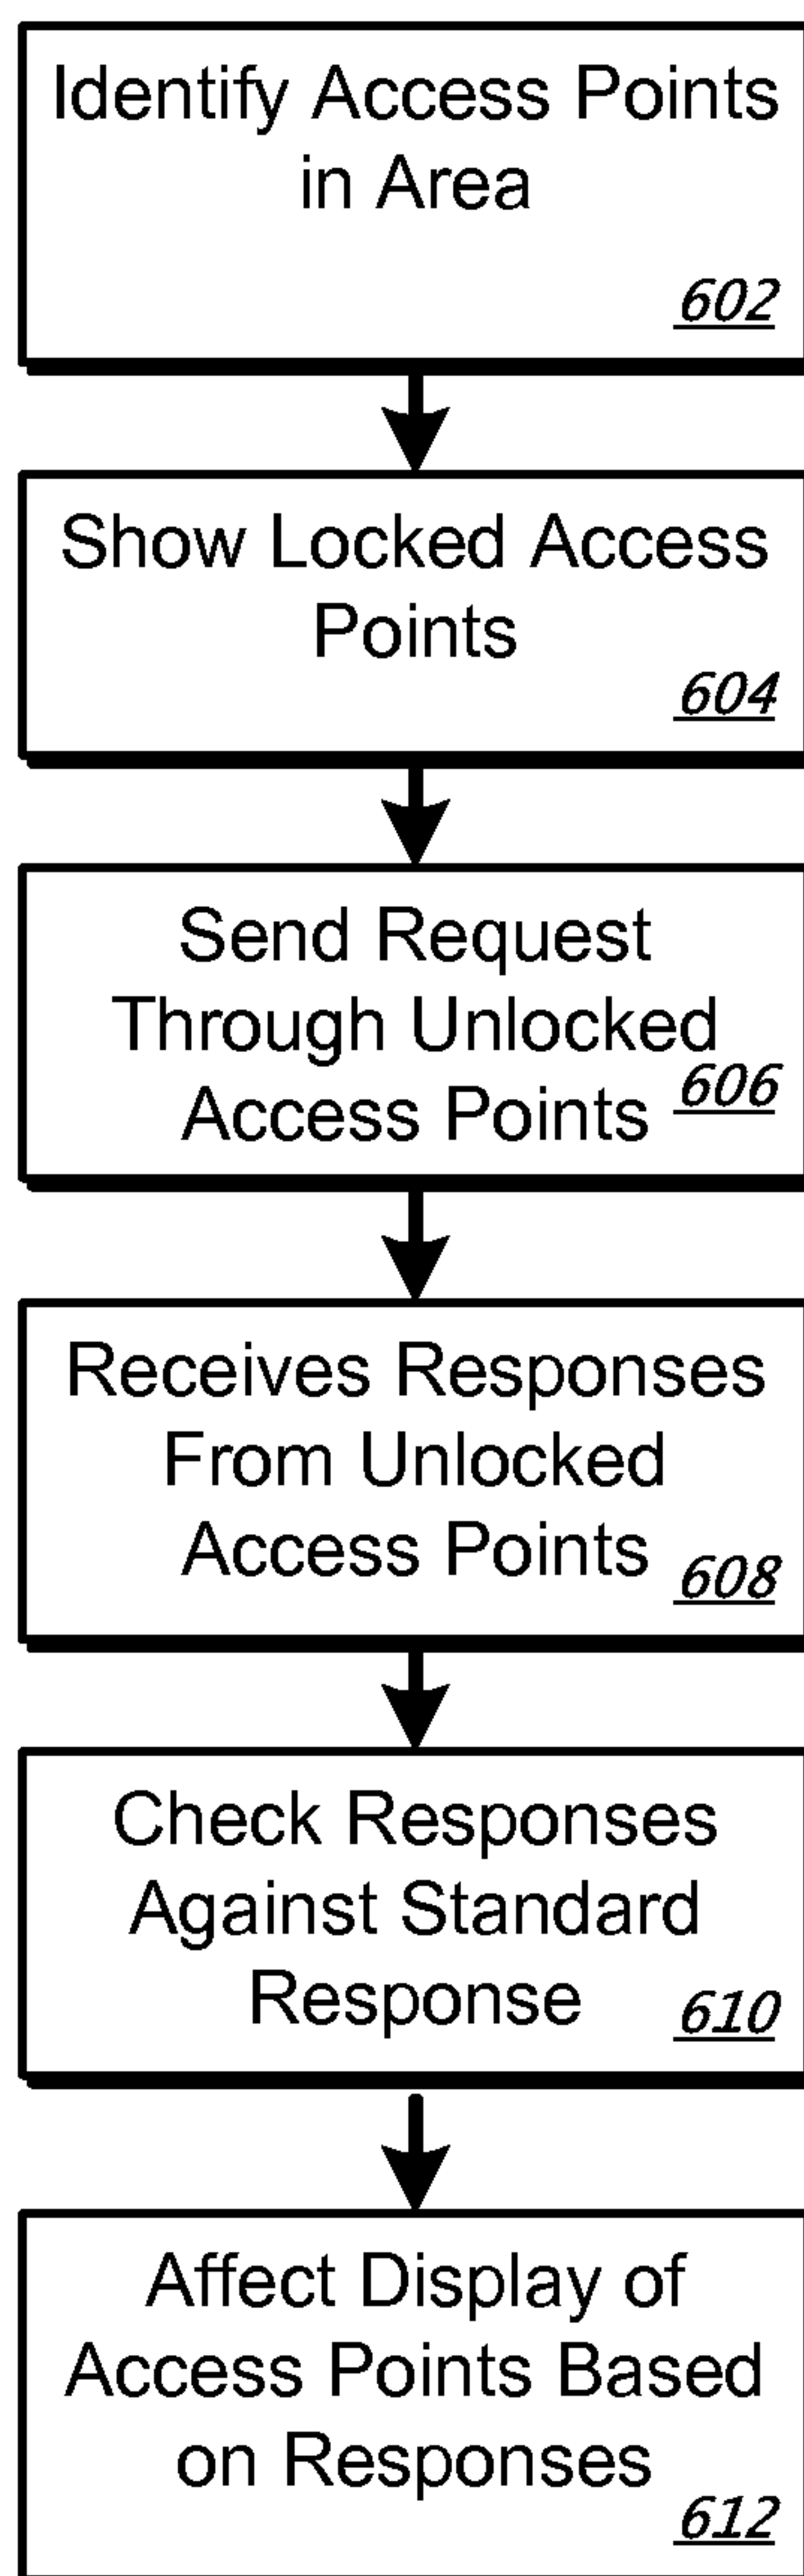 Identify Access Points
in Area
602
Show Locked Access
Points
604
Send Request
Through Unlocked
Access Points
606
Receives Responses
From Unlocked
Access Points
608
Check Responses
Against Standard
Response
610
Affect Display of
Access Points Based
on Responses
612